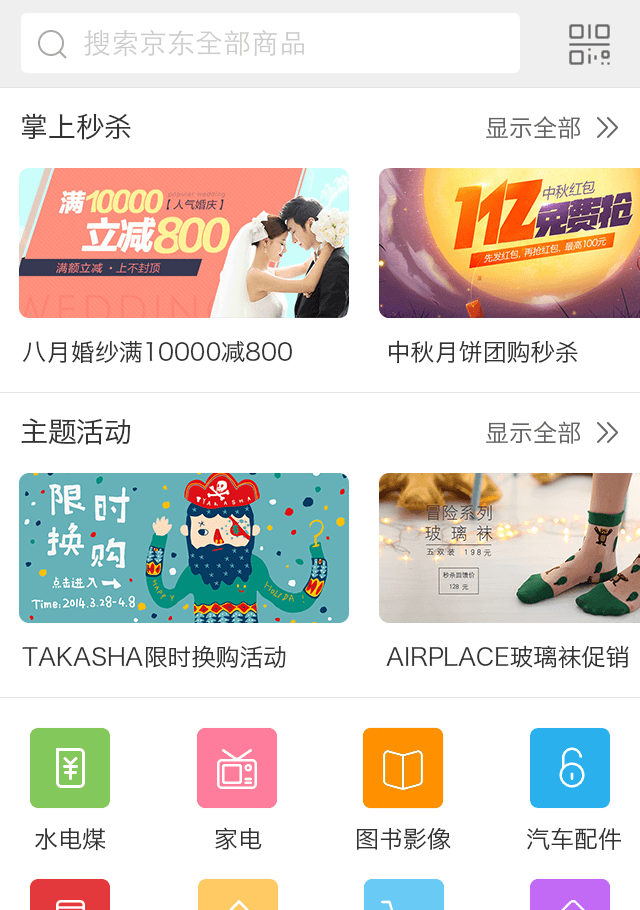 搜索京东全部商品
掌上秒杀
显示全部
满10000
popular wedding
【人气婚庆】
立减800
满额立减·上不封顶
WEDDIN
中秋红包
1亿免费抢
先发红包, 再抢红包, 最高100元
八月婚纱满10000减800
中秋月饼团购秒杀
主题活动
显示全部
限时
换购
点击进入
Time:2014.3.28-4.8
TAKASHA
HAPPY
HOLIDAY!
冒险系列
玻璃袜
五双装 198元
秒杀回馈价
128 元
TAKASHA限时换购活动
AIRPLACE玻璃袜促销
水电煤
家电
图书影像
汽车配件